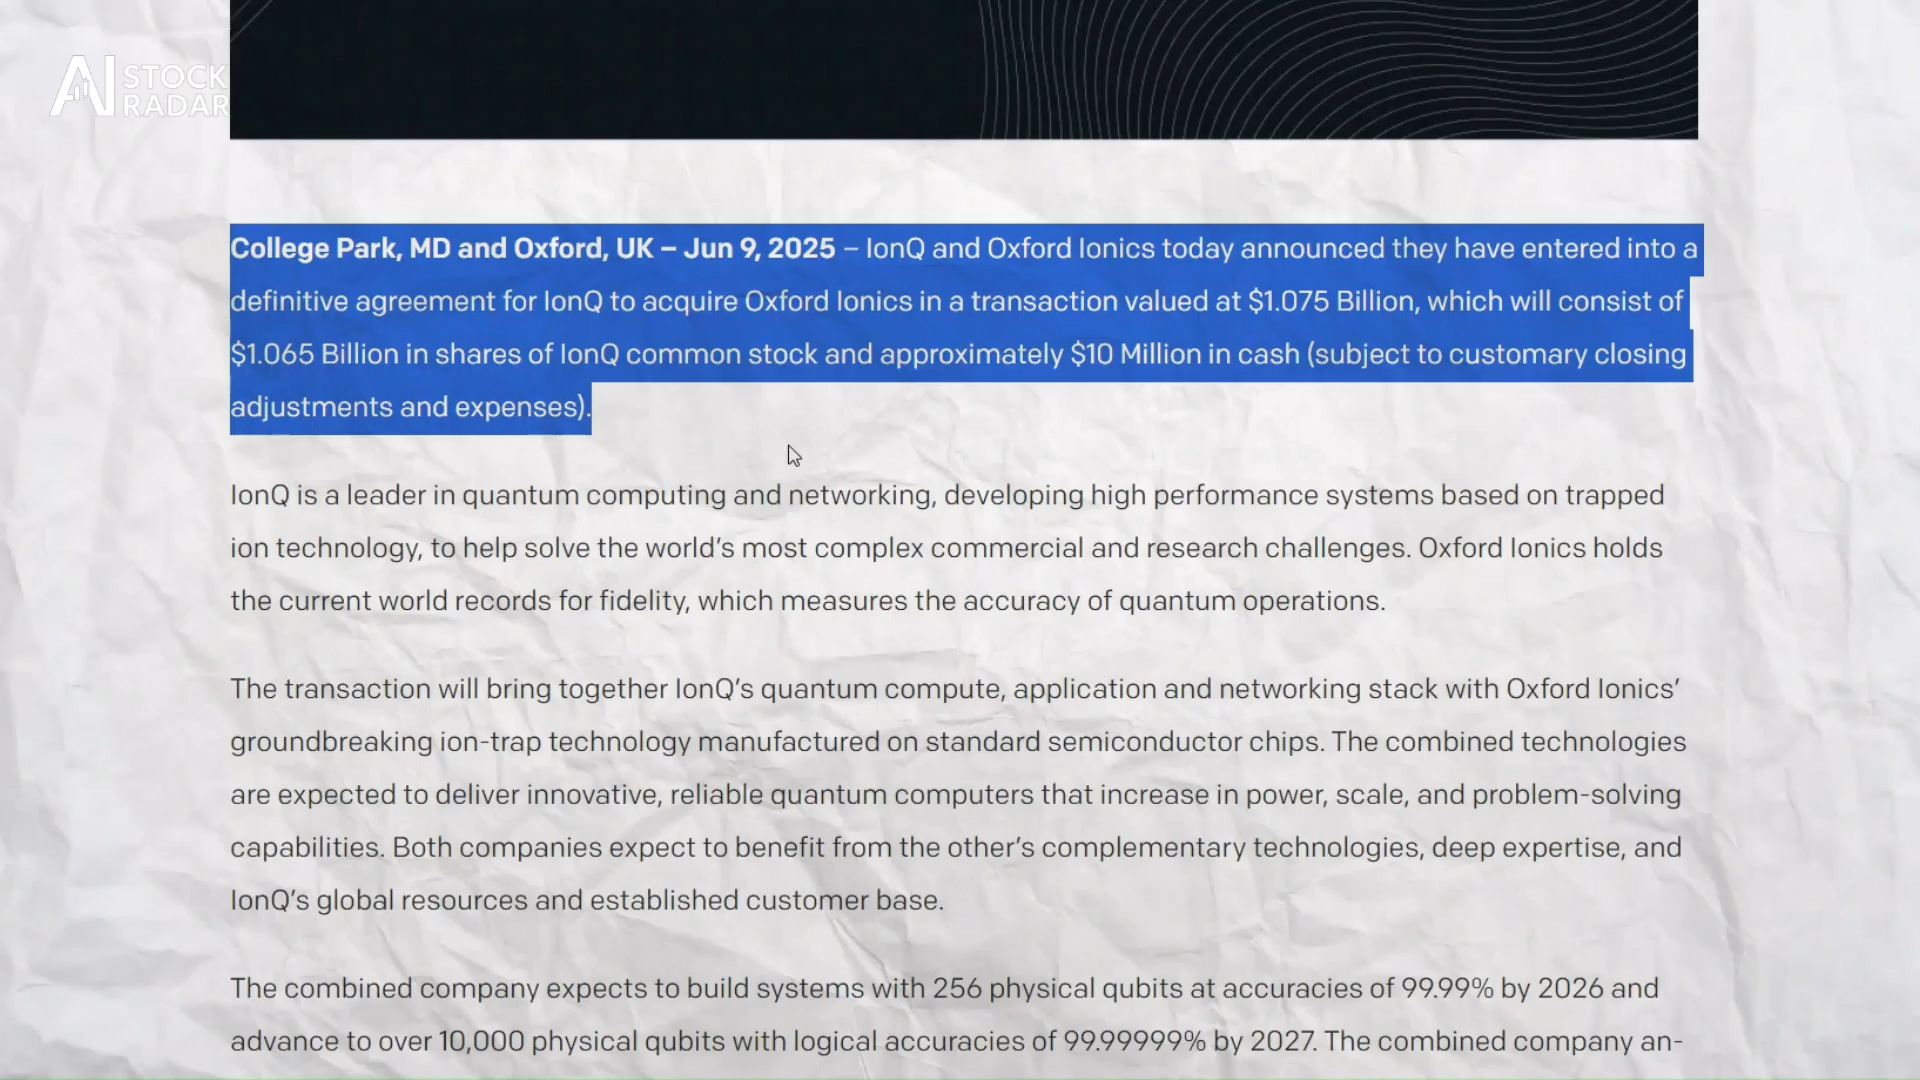 AI STOCK
RADAR
College Park, MD and Oxford, UK – Jun 9, 2025 – IonQ and Oxford Ionics today announced they have entered into a
definitive agreement for IonQ to acquire Oxford Ionics in a transaction valued at $1.075 Billion, which will consist of
$1.065 Billion in shares of IonQ common stock and approximately $10 Million in cash (subject to customary closing
adjustments and expenses).
IonQ is a leader in quantum computing and networking, developing high performance systems based on trapped
ion technology, to help solve the world’s most complex commercial and research challenges. Oxford Ionics holds
the current world records for fidelity, which measures the accuracy of quantum operations.
The transaction will bring together IonQ’s quantum compute, application and networking stack with Oxford Ionics’
groundbreaking ion-trap technology manufactured on standard semiconductor chips. The combined technologies
are expected to deliver innovative, reliable quantum computers that increase in power, scale, and problem-solving
capabilities. Both companies expect to benefit from the other’s complementary technologies, deep expertise, and
IonQ’s global resources and established customer base.
The combined company expects to build systems with 256 physical qubits at accuracies of 99.99% by 2026 and
advance to over 10,000 physical qubits with logical accuracies of 99.99999% by 2027. The combined company an-